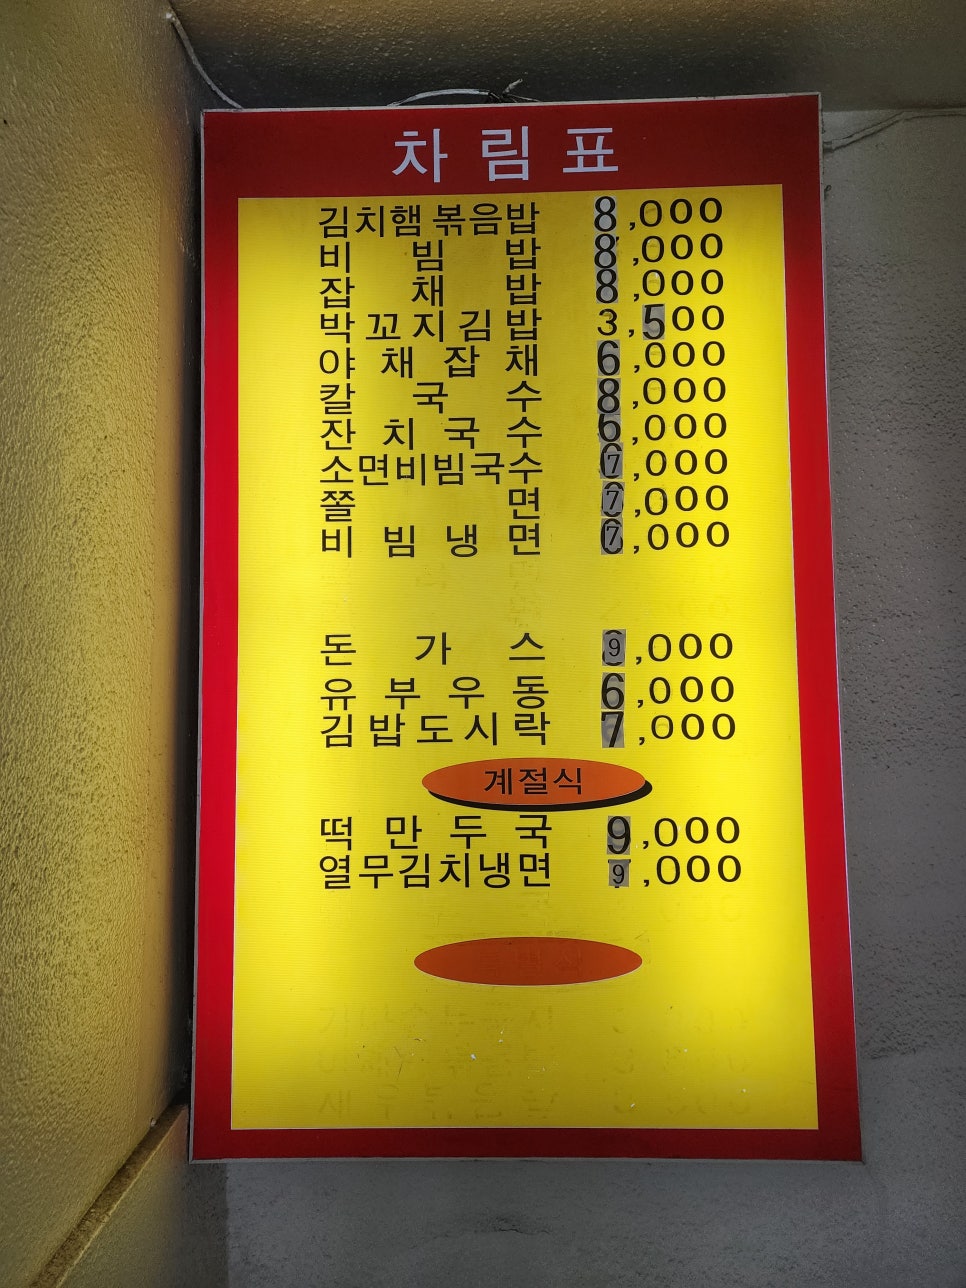 차림표
김치햄볶음밥 8,000
비빔밥 8,000
잡채밥 8,000
박꼬지김밥 3,500
야채잡채 6,000
칼국수 8,000
잔치국수 6,000
소면비빔국수 7,000
쫄면 7,000
비빔냉면 7,000
돈가스 9,000
유부우동 6,000
김밥도시락 7,000
계절식
떡만두국 9,000
열무김치냉면 9,000